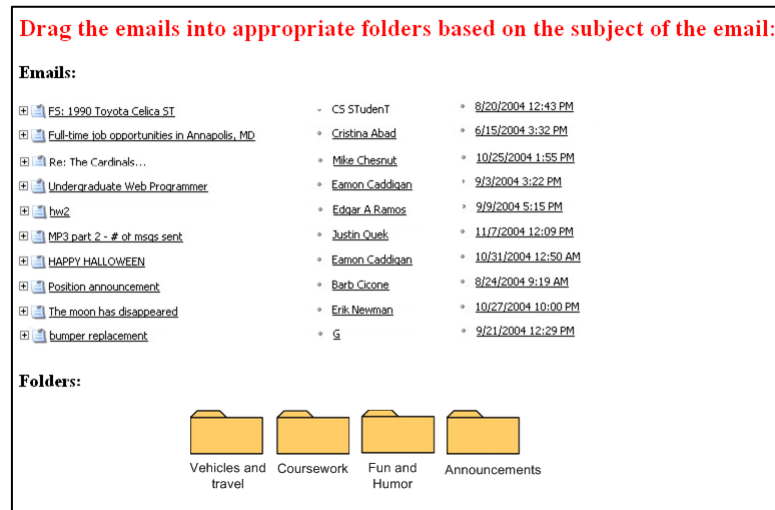 Drag the emails into appropriate folders based on the subject of the email:
Emails:
FS: 1990 Toyota Celica ST CS STudenT 8/20/2004 12:43 PM
Full-time job opportunities in Annapolis, MD Cristina Abad 6/15/2004 3:32 PM
Re: The Cardinals... Mike Chesnut 10/25/2004 1:55 PM
Undergraduate Web Programmer Eamon Caddigan 9/3/2004 3:22 PM
hw2 Edgar A Ramos 9/9/2004 5:15 PM
MP3 part 2 - # of msgs sent Justin Quek 11/7/2004 12:09 PM
HAPPY HALLOWEEN Eamon Caddigan 10/31/2004 12:50 AM
Position announcement Barb Cicone 8/24/2004 9:19 AM
The moon has disappeared Erik Newman 10/27/2004 10:00 PM
bumper replacement G 9/21/2004 12:29 PM
Folders:
Vehicles and travel
Coursework
Fun and Humor
Announcements